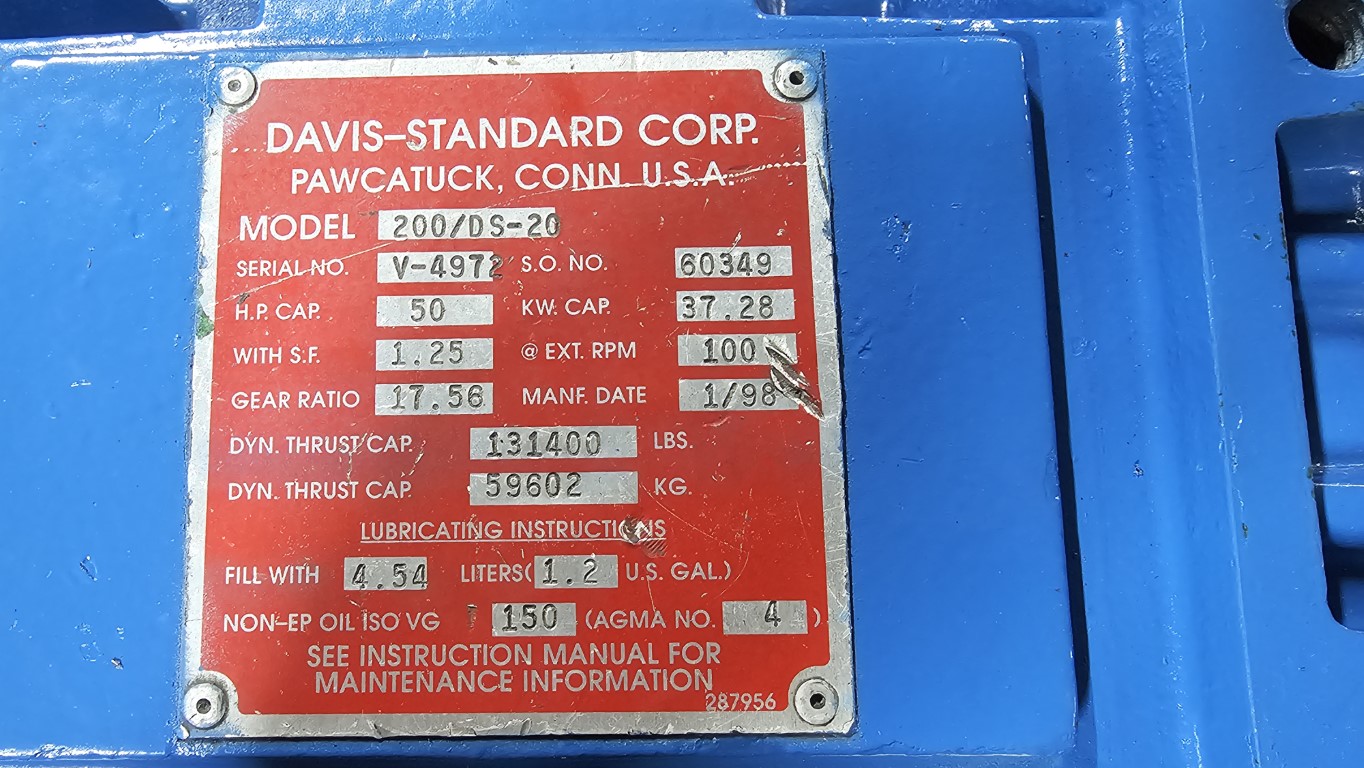 DAVIS-STANDARD CORP.
PAWCATUCK, CONN. U.S.A.
MODEL 200/DS-20
SERIAL NO. V-4972 S.O. NO. 60349
H.P. CAP. 50 KW. CAP. 37.28
WITH S.F. 1.25 @ EXT. RPM 100
GEAR RATIO 17.56 MANF. DATE 1/98
DYN. THRUST CAP. 131400 LBS.
DYN. THRUST CAP. 59602 KG.
LUBRICATING INSTRUCTIONS
FILL WITH 4.54 LITERS( 1.2 U.S. GAL.)
NON-EP OIL ISO VG 150 (AGMA NO. 4 )
SEE INSTRUCTION MANUAL FOR
MAINTENANCE INFORMATION
287956